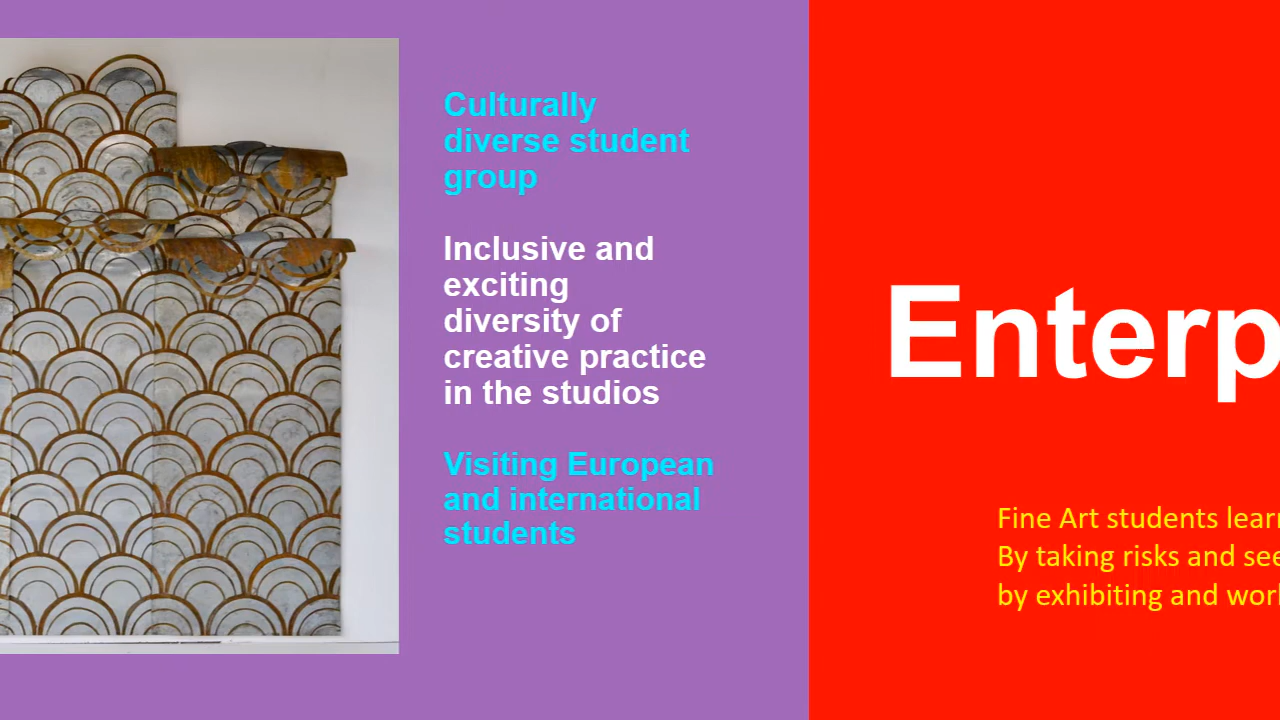 Culturally
diverse student
group
Inclusive and
exciting
diversity of
creative practice
in the studios
Visiting European
and international
students
Enterp
Fine Art students learn
By taking risks and see
by exhibiting and wor